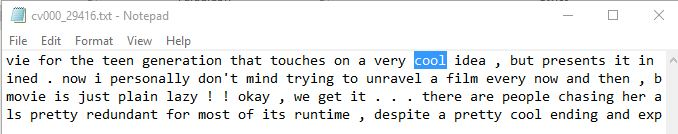 cv000_29416.txt - Notepad
File Edit Format View Help
vie for the teen generation that touches on a very cool idea , but presents it in
ined . now i personally don't mind trying to unravel a film every now and then , b
movie is just plain lazy ! ! okay , we get it . . . there are people chasing her a
ls pretty redundant for most of its runtime , despite a pretty cool ending and exp